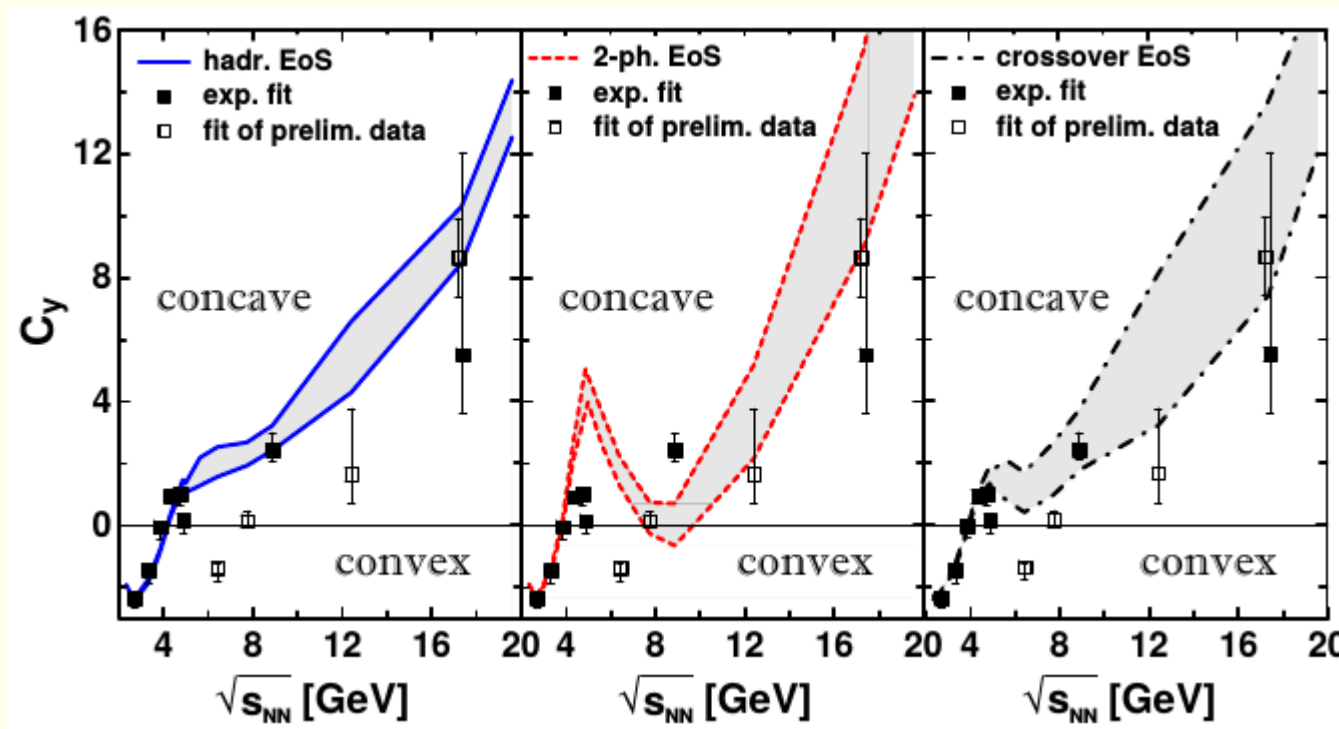 16
12
8
4
0
C_y
hadr. EoS
exp. fit
fit of prelim. data
concave
convex
4 8 12 16 20
√s_NN [GeV]
2-ph. EoS
exp. fit
fit of prelim. data
concave
convex
4 8 12 16 20
√s_NN [GeV]
crossover EoS
exp. fit
fit of prelim. data
concave
convex
4 8 12 16 20
√s_NN [GeV]